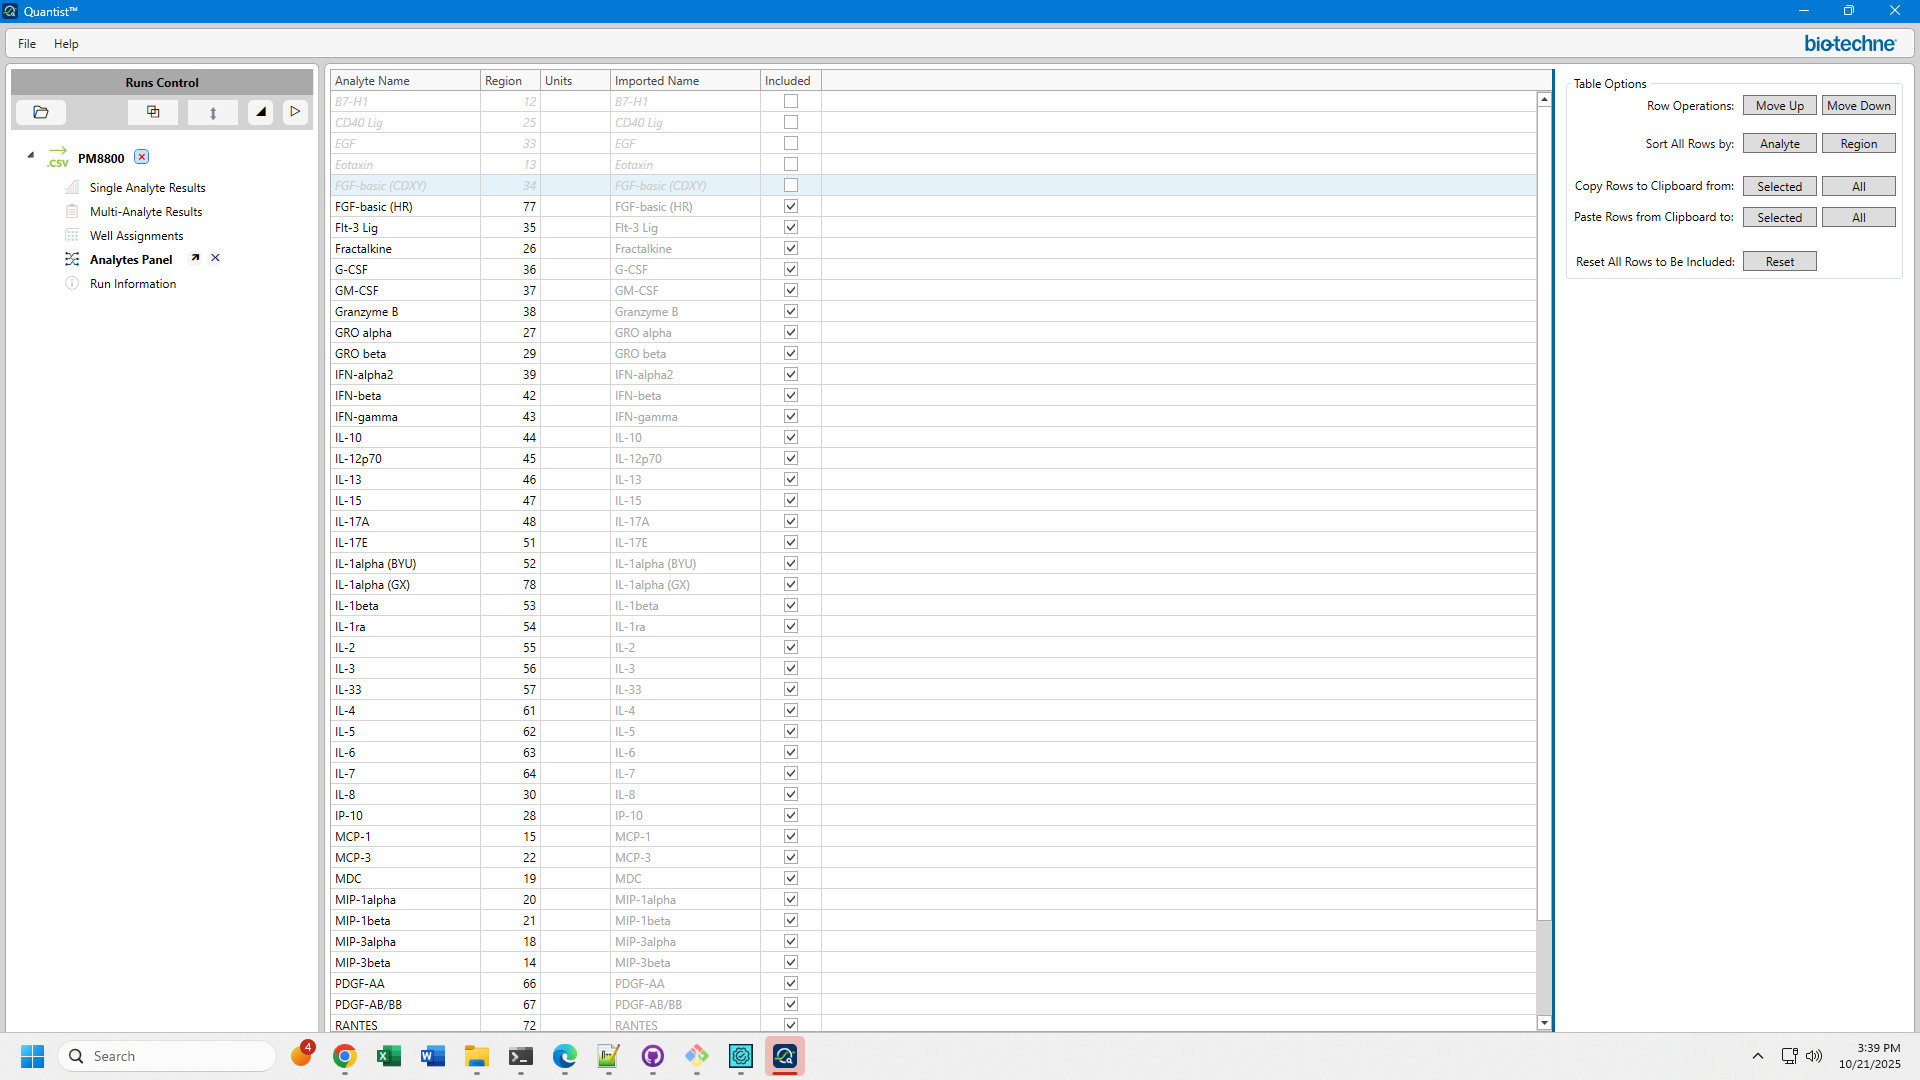 Quantist™
File Help
bio-techne
Runs Control
.CSV PM8800
Single Analyte Results
Multi-Analyte Results
Well Assignments
Analytes Panel
Run Information
Analyte Name Region Units Imported Name Included
B7-H1 12 B7-H1
CD40 Lig 25 CD40 Lig
EGF 33 EGF
Eotaxin 13 Eotaxin
FGF-basic (CDXY) 34 FGF-basic (CDXY)
FGF-basic (HR) 77 FGF-basic (HR)
Flt-3 Lig 35 Flt-3 Lig
Fractalkine 26 Fractalkine
G-CSF 36 G-CSF
GM-CSF 37 GM-CSF
Granzyme B 38 Granzyme B
GRO alpha 27 GRO alpha
GRO beta 29 GRO beta
IFN-alpha2 39 IFN-alpha2
IFN-beta 42 IFN-beta
IFN-gamma 43 IFN-gamma
IL-10 44 IL-10
IL-12p70 45 IL-12p70
IL-13 46 IL-13
IL-15 47 IL-15
IL-17A 48 IL-17A
IL-17E 51 IL-17E
IL-1alpha (BYU) 52 IL-1alpha (BYU)
IL-1alpha (GX) 78 IL-1alpha (GX)
IL-1beta 53 IL-1beta
IL-1ra 54 IL-1ra
IL-2 55 IL-2
IL-3 56 IL-3
IL-33 57 IL-33
IL-4 61 IL-4
IL-5 62 IL-5
IL-6 63 IL-6
IL-7 64 IL-7
IL-8 30 IL-8
IP-10 28 IP-10
MCP-1 15 MCP-1
MCP-3 22 MCP-3
MDC 19 MDC
MIP-1alpha 20 MIP-1alpha
MIP-1beta 21 MIP-1beta
MIP-3alpha 18 MIP-3alpha
MIP-3beta 14 MIP-3beta
PDGF-AA 66 PDGF-AA
PDGF-AB/BB 67 PDGF-AB/BB
RANTES 72 RANTES
Table Options
Row Operations: Move Up Move Down
Sort All Rows by: Analyte Region
Copy Rows to Clipboard from: Selected All
Paste Rows from Clipboard to: Selected All
Reset All Rows to Be Included: Reset
Search
4
3:39 PM
10/21/2025